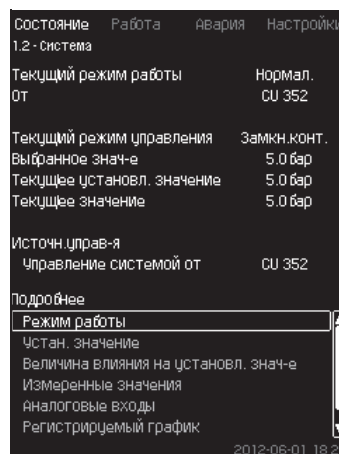 Состояние Работа Авария Настройки
1.2 - Система
Текущий режим работы Нормал.
От CU 352
Текущий режим управления Замкн.конт.
Выбранное знач-е 5.0 бар
Текущее установл. значение 5.0 бар
Текущее значение 5.0 бар
Источн.управ-я
Управление системой от CU 352
Подробнее
Режим работы
Устан. значение
Величина влияния на установл. знач-е
Измеренные значения
Аналоговые входы
Регистрируемый график
2012-06-01 18:2